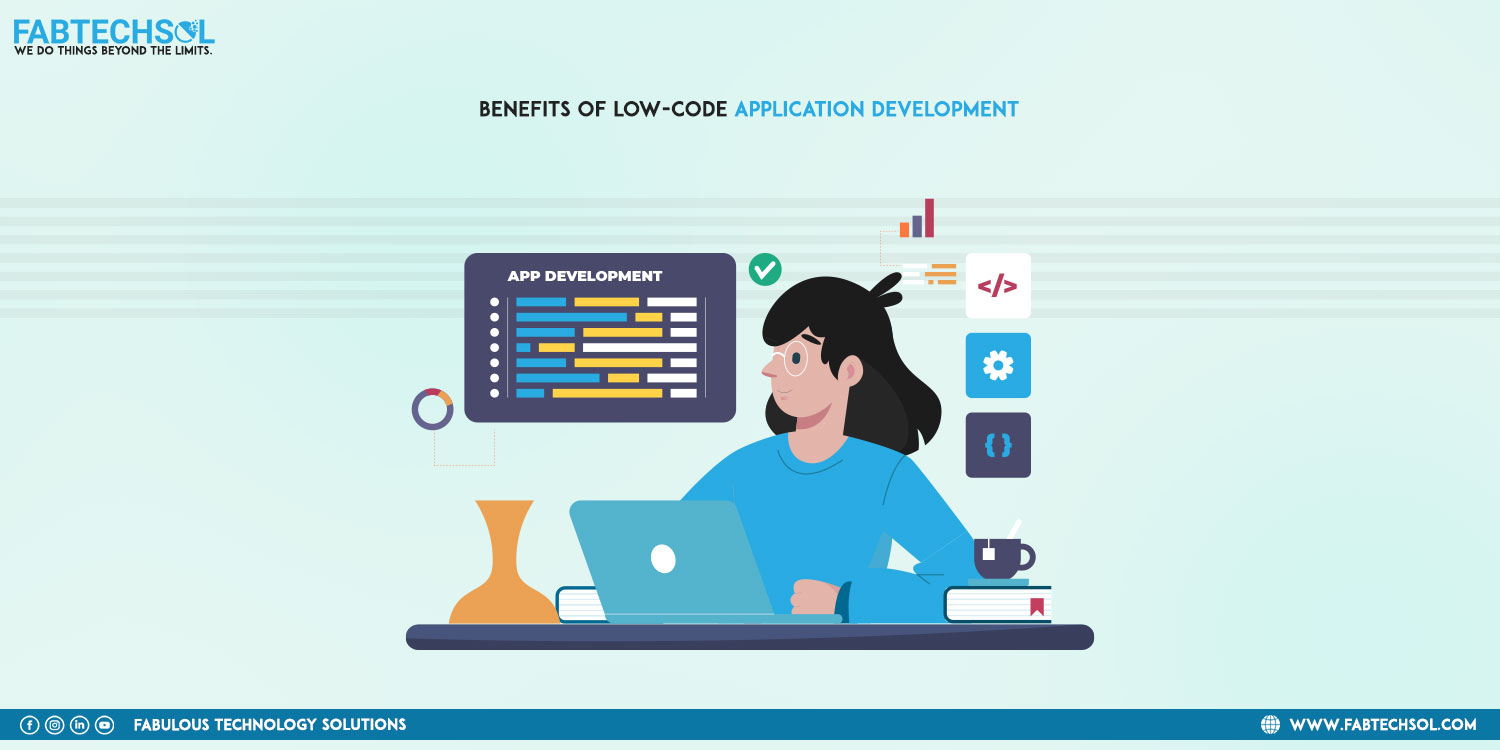 FABTECHSOL
WE DO THINGS BEYOND THE LIMITS.
BENEFITS OF LOW-CODE APPLICATION DEVELOPMENT
APP DEVELOPMENT
</>
{ }
FABULOUS TECHNOLOGY SOLUTIONS
WWW.FABTECHSOL.COM